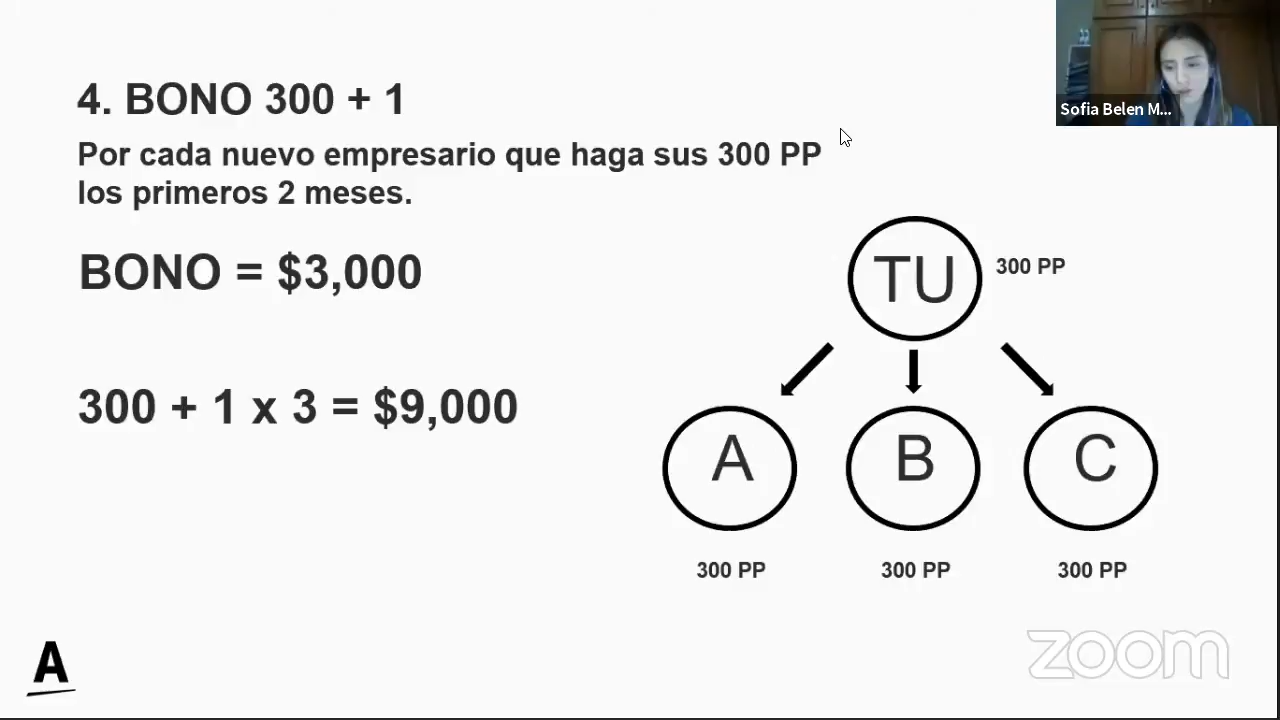 4. BONO 300 + 1
Por cada nuevo empresario que haga sus 300 PP
los primeros 2 meses.
BONO = $3,000
300 + 1 x 3 = $9,000
Sofia Belen M...
TU
300 PP
A
B
C
300 PP
300 PP
300 PP
A
zoom